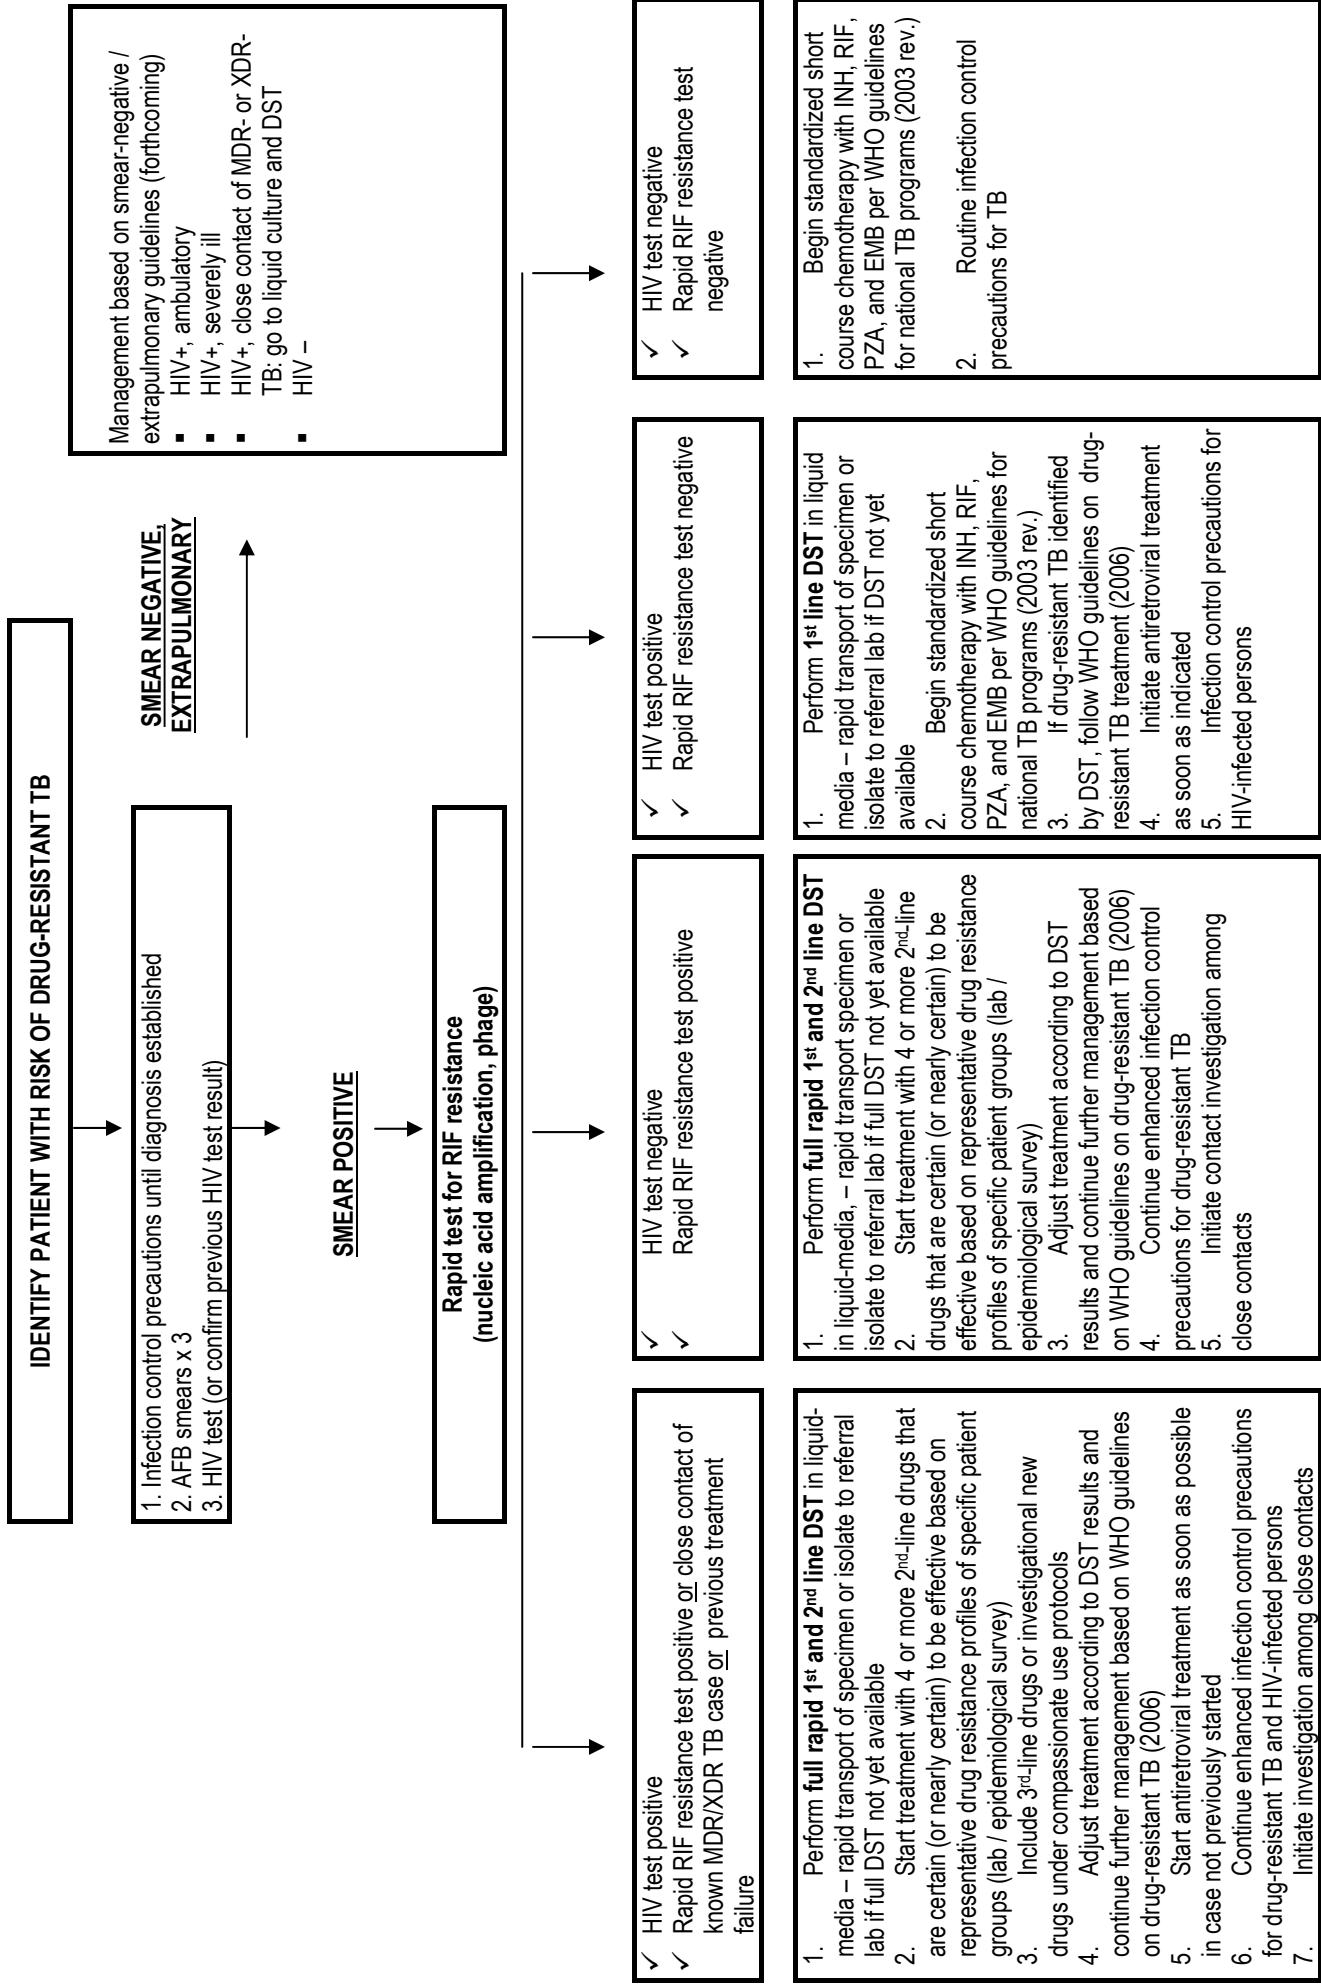 IDENTIFY PATIENT WITH RISK OF DRUG-RESISTANT TB
1. Infection control precautions until diagnosis established
2. AFB smears x 3
3. HIV test (or confirm previous HIV test result)
SMEAR NEGATIVE,
EXTRAPULMONARY
Management based on smear-negative /
extrapulmonary guidelines (forthcoming)
▪ HIV+, ambulatory
▪ HIV+, severely ill
▪ HIV+, close contact of MDR- or XDR-
TB: go to liquid culture and DST
▪ HIV –
SMEAR POSITIVE
Rapid test for RIF resistance
(nucleic acid amplification, phage)
✓ HIV test positive
✓ Rapid RIF resistance test positive or close contact of
known MDR/XDR TB case or previous treatment
failure
✓ HIV test negative
✓ Rapid RIF resistance test positive
✓ HIV test positive
✓ Rapid RIF resistance test negative
✓ HIV test negative
✓ Rapid RIF resistance test
negative
1. Perform full rapid 1st and 2nd line DST in liquid-
media – rapid transport of specimen or isolate to referral
lab if full DST not yet available
2. Start treatment with 4 or more 2nd-line drugs that
are certain (or nearly certain) to be effective based on
representative drug resistance profiles of specific patient
groups (lab / epidemiological survey)
3. Include 3rd-line drugs or investigational new
drugs under compassionate use protocols
4. Adjust treatment according to DST results and
continue further management based on WHO guidelines
on drug-resistant TB (2006)
5. Start antiretroviral treatment as soon as possible
in case not previously started
6. Continue enhanced infection control precautions
for drug-resistant TB and HIV-infected persons
7. Initiate investigation among close contacts
1. Perform full rapid 1st and 2nd line DST
in liquid-media, – rapid transport specimen or
isolate to referral lab if full DST not yet available
2. Start treatment with 4 or more 2nd-line
drugs that are certain (or nearly certain) to be
effective based on representative drug resistance
profiles of specific patient groups (lab /
epidemiological survey)
3. Adjust treatment according to DST
results and continue further management based
on WHO guidelines on drug-resistant TB (2006)
4. Continue enhanced infection control
precautions for drug-resistant TB
5. Initiate contact investigation among
close contacts
1. Perform 1st line DST in liquid
media – rapid transport of specimen or
isolate to referral lab if DST not yet
available
2. Begin standardized short
course chemotherapy with INH, RIF,
PZA, and EMB per WHO guidelines for
national TB programs (2003 rev.)
3. If drug-resistant TB identified
by DST, follow WHO guidelines on drug-
resistant TB treatment (2006)
4. Initiate antiretroviral treatment
as soon as indicated
5. Infection control precautions for
HIV-infected persons
1. Begin standardized short
course chemotherapy with INH, RIF,
PZA, and EMB per WHO guidelines
for national TB programs (2003 rev.)
2. Routine infection control
precautions for TB